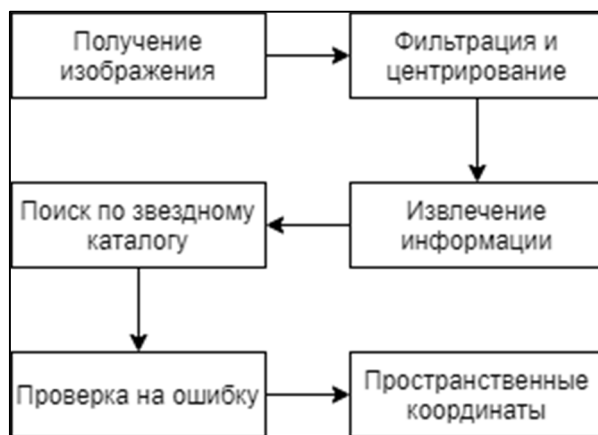 Получение
изображения
Фильтрация и
центрирование
Извлечение
информации
Поиск по звездному
каталогу
Проверка на ошибку
Пространственные
координаты